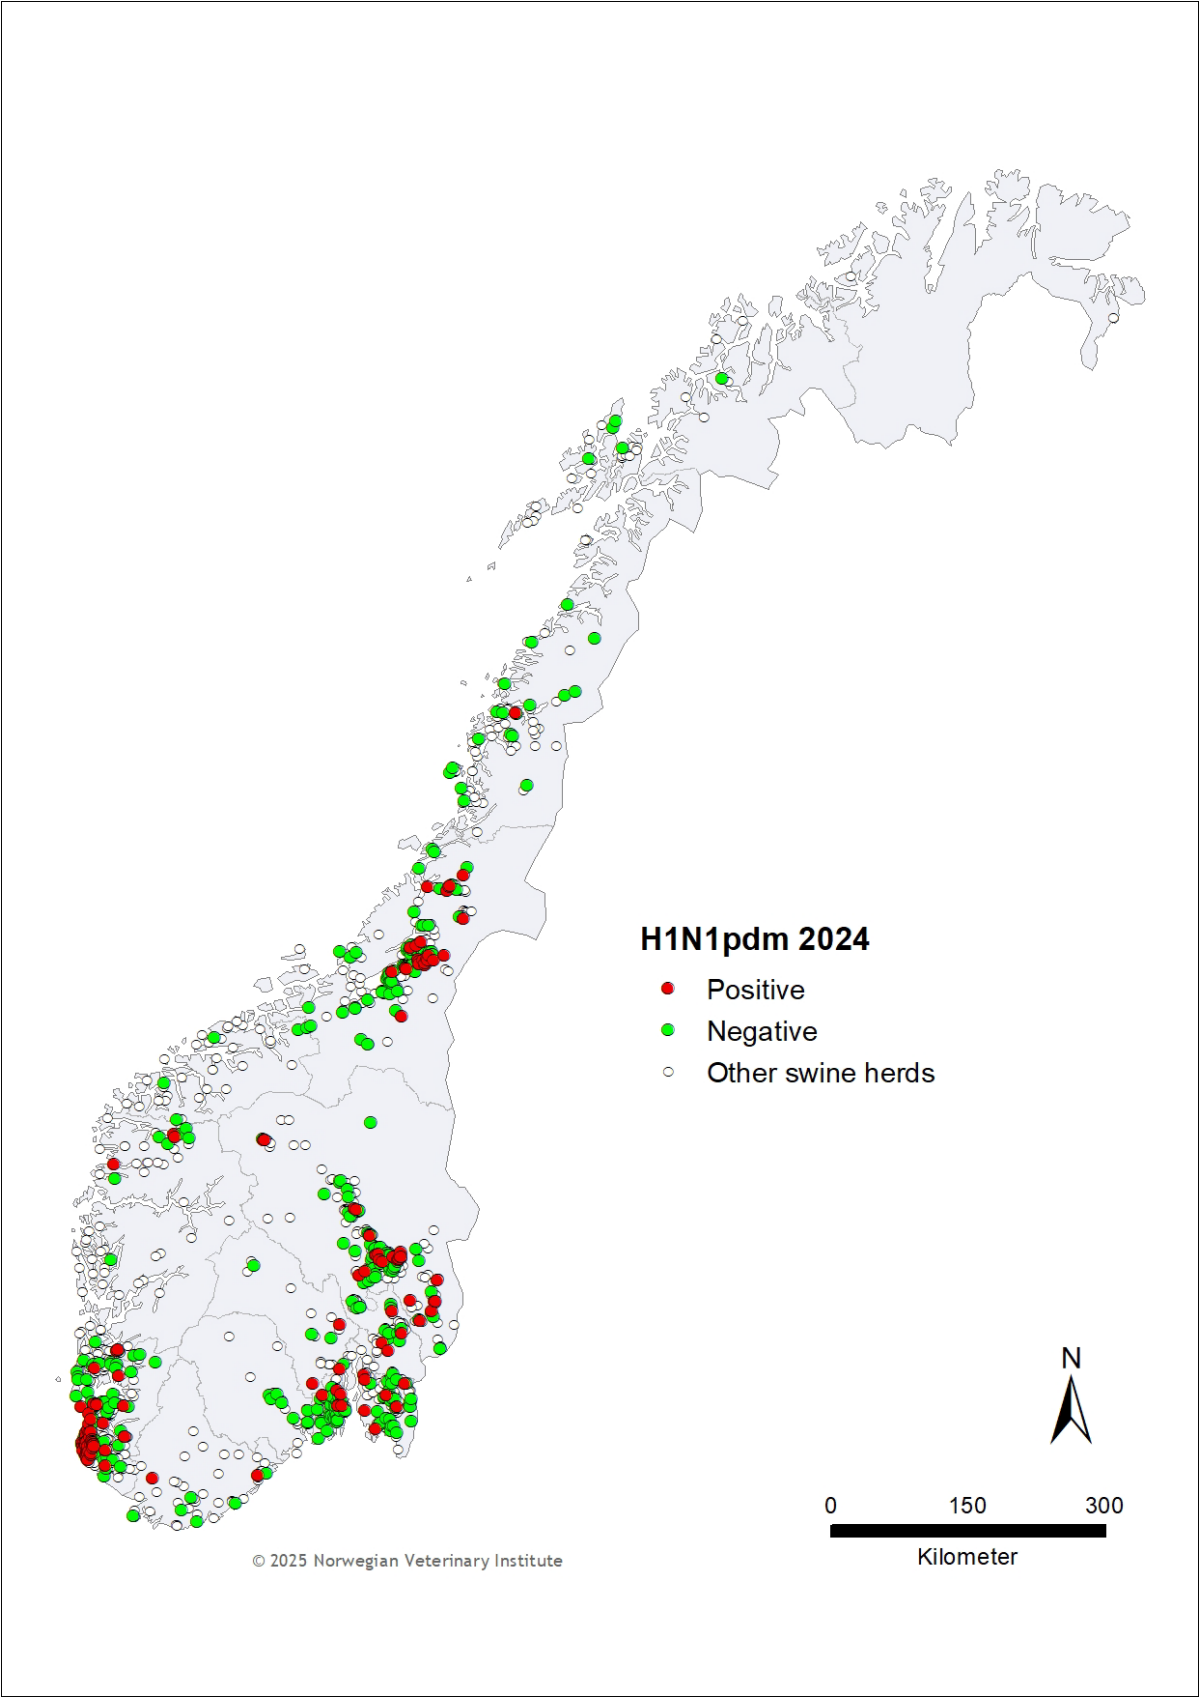 H1N1pdm 2024
Positive
Negative
Other swine herds
N
0 150 300
Kilometer
© 2025 Norwegian Veterinary Institute